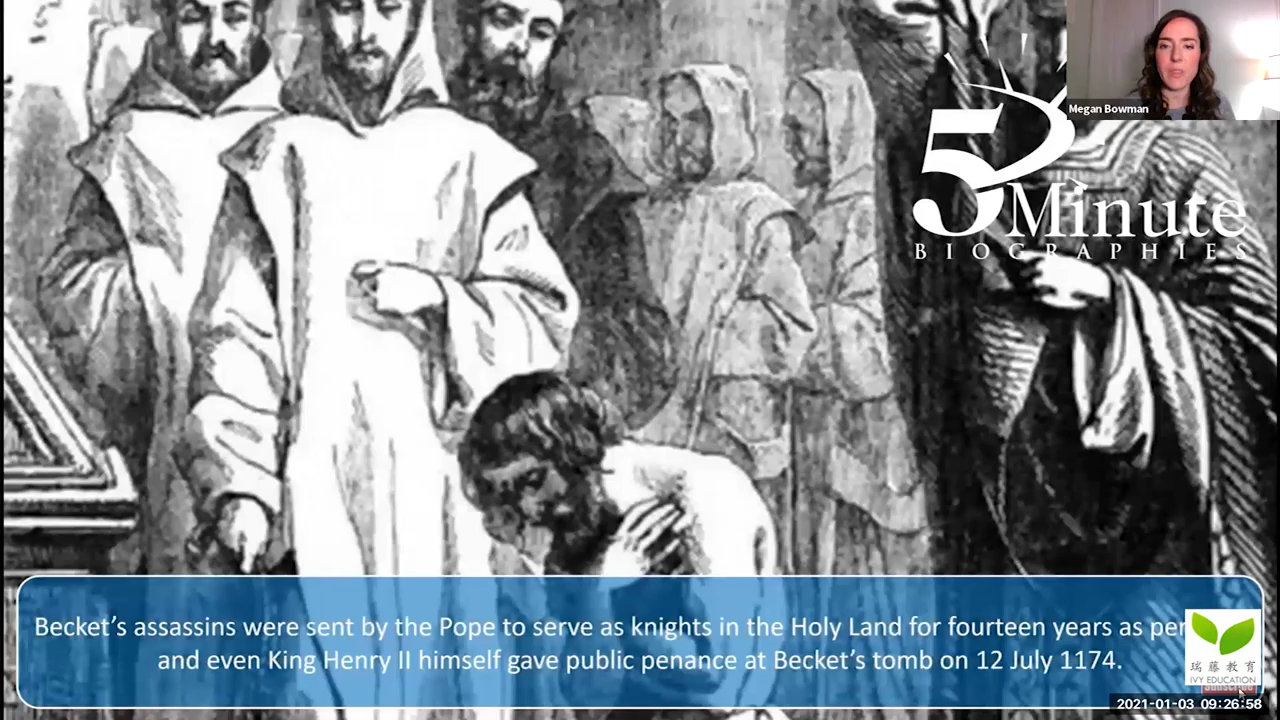 Megan Bowman
5 Minute
BIOGRAPHIES
Becket's assassins were sent by the Pope to serve as knights in the Holy Land for fourteen years as
and even King Henry II himself gave public penance at Becket's tomb on 12 July 1174.
瑞藤教育
IVY EDUCATION
2021-01-03 09:26:58